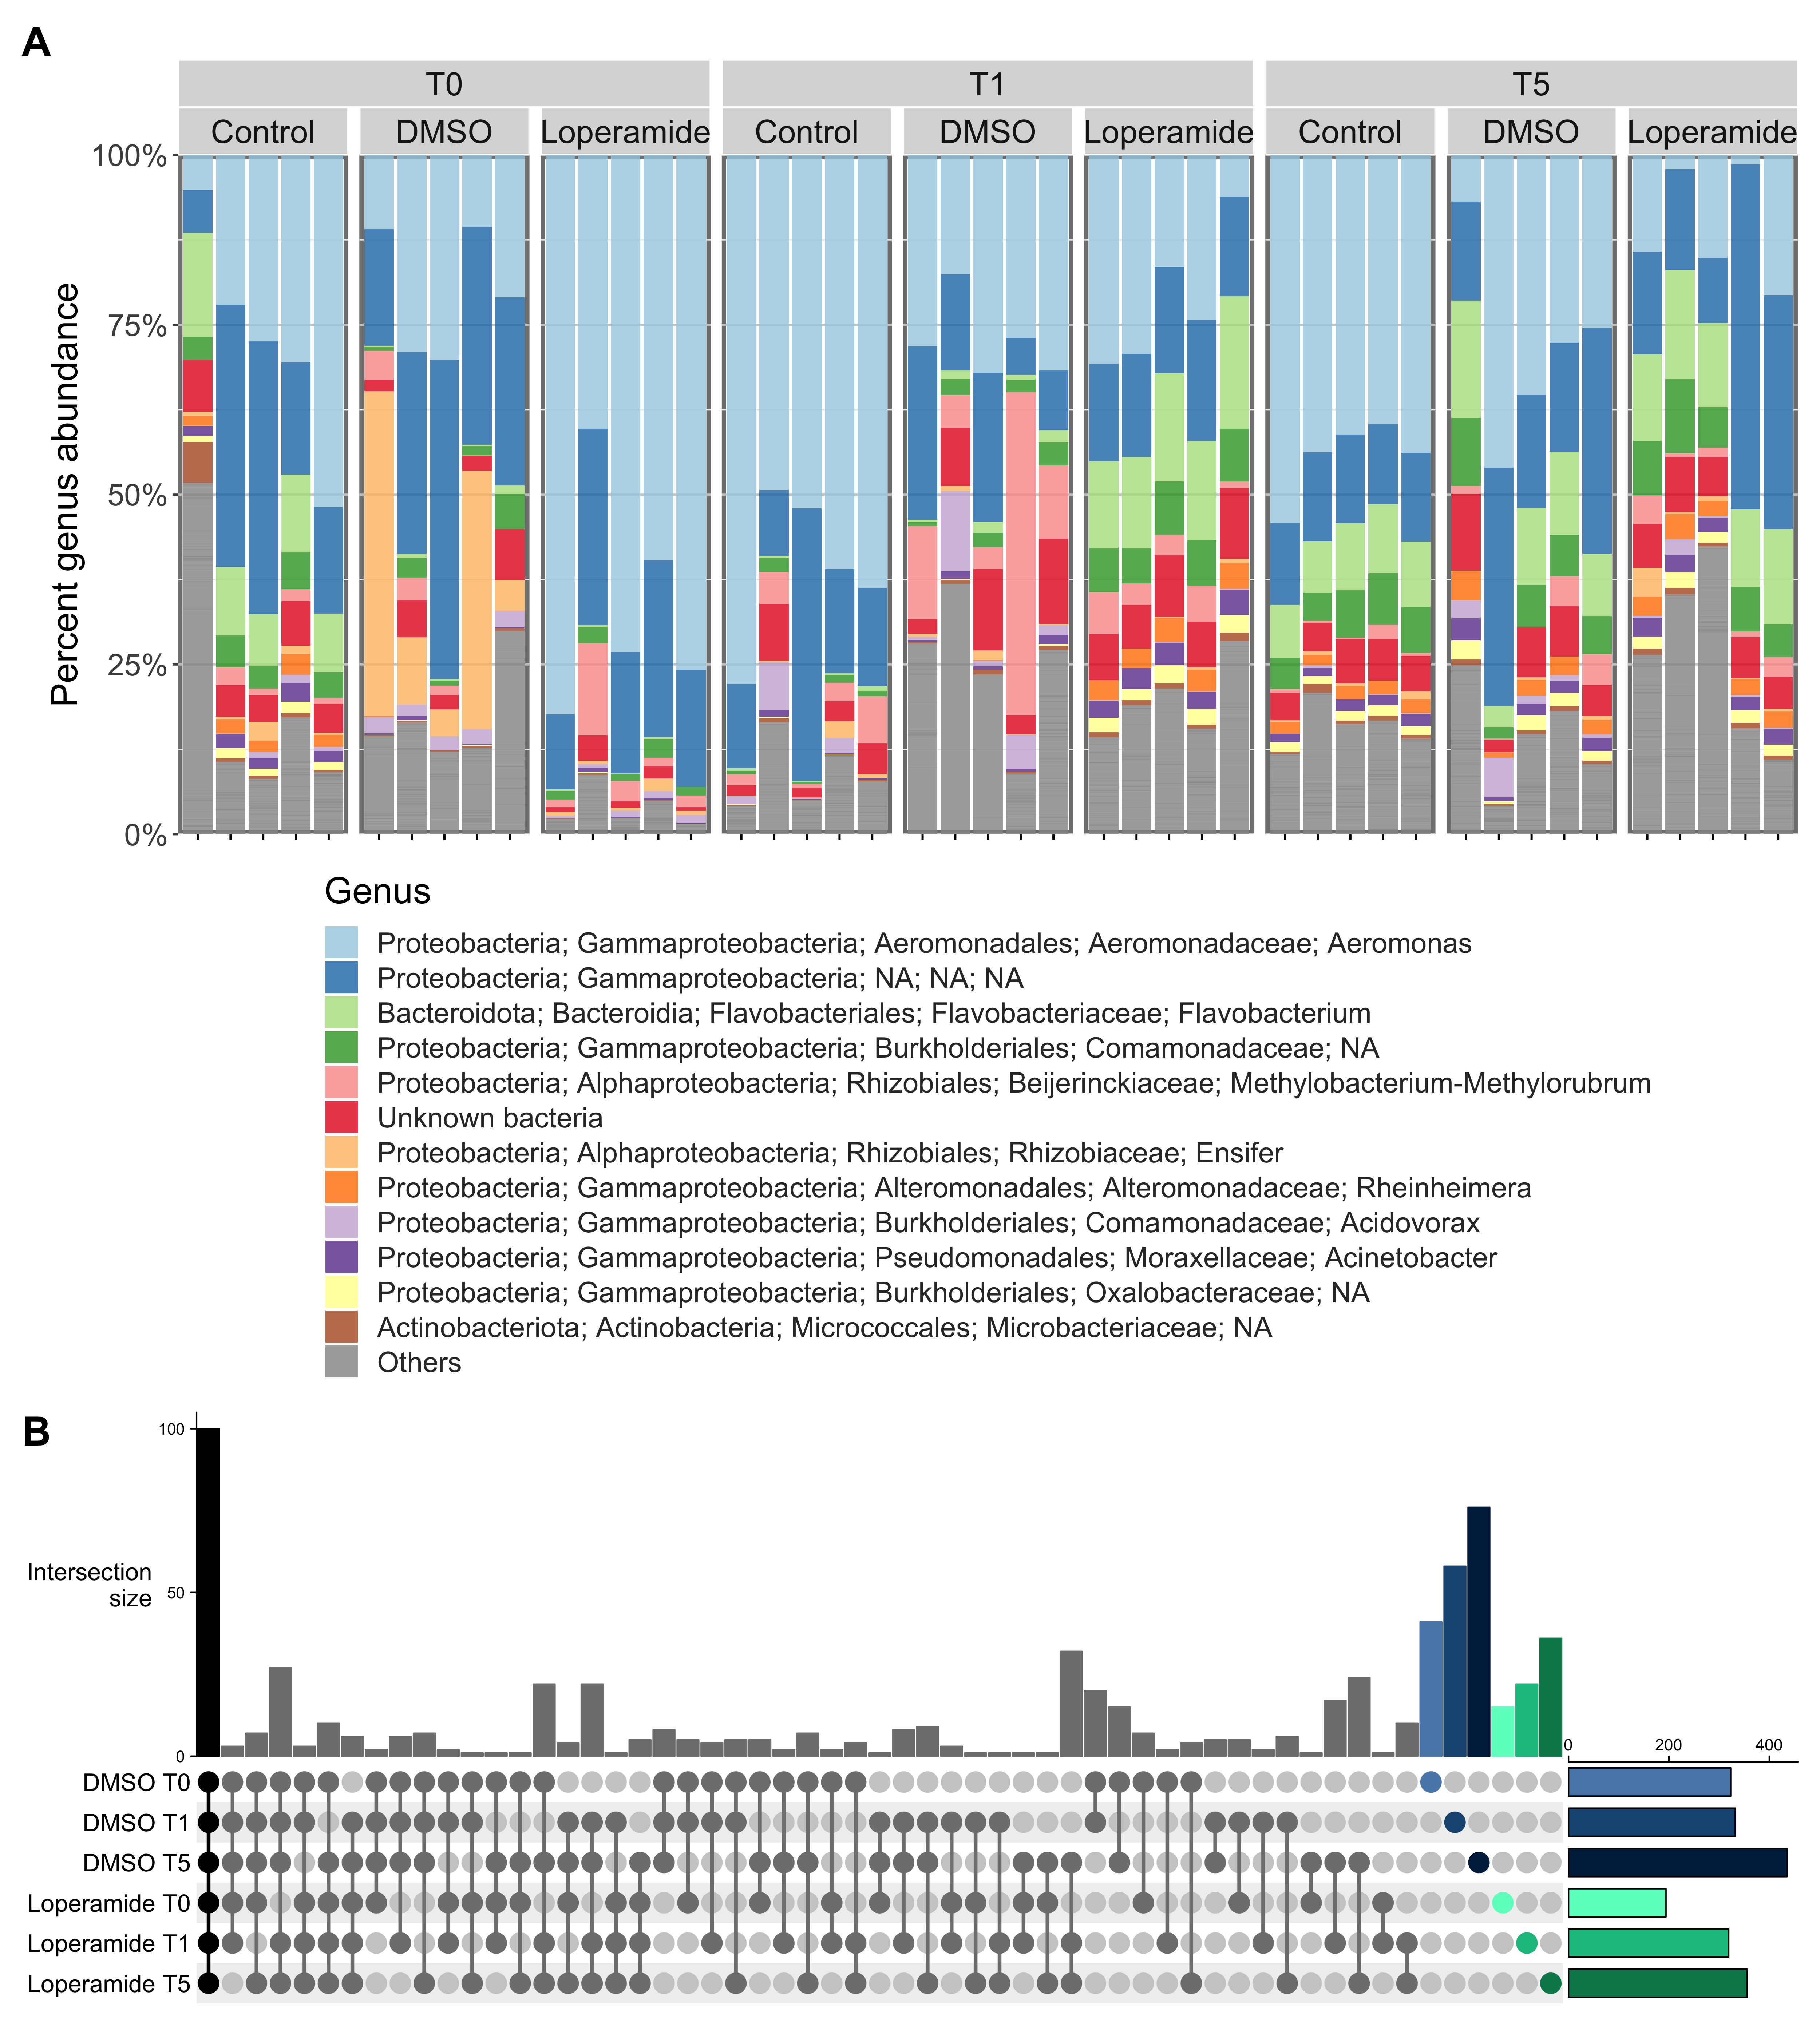 A
T0 T1 T5
Control DMSO Loperamide Control DMSO Loperamide Control DMSO Loperamide
100%
75%
50%
25%
0%
Percent genus abundance
Genus
Proteobacteria; Gammaproteobacteria; Aeromonadales; Aeromonadaceae; Aeromonas
Proteobacteria; Gammaproteobacteria; NA; NA; NA
Bacteroidota; Bacteroidia; Flavobacteriales; Flavobacteriaceae; Flavobacterium
Proteobacteria; Gammaproteobacteria; Burkholderiales; Comamonadaceae; NA
Proteobacteria; Alphaproteobacteria; Rhizobiales; Beijerinckiaceae; Methylobacterium-Methylorubrum
Unknown bacteria
Proteobacteria; Alphaproteobacteria; Rhizobiales; Rhizobiaceae; Ensifer
Proteobacteria; Gammaproteobacteria; Alteromonadales; Alteromonadaceae; Rheinheimera
Proteobacteria; Gammaproteobacteria; Burkholderiales; Comamonadaceae; Acidovorax
Proteobacteria; Gammaproteobacteria; Pseudomonadales; Moraxellaceae; Acinetobacter
Proteobacteria; Gammaproteobacteria; Burkholderiales; Oxalobacteraceae; NA
Actinobacteriota; Actinobacteria; Micrococcales; Microbacteriaceae; NA
Others
B
100
50
0
Intersection
size
0 200 400
DMSO T0
DMSO T1
DMSO T5
Loperamide T0
Loperamide T1
Loperamide T5